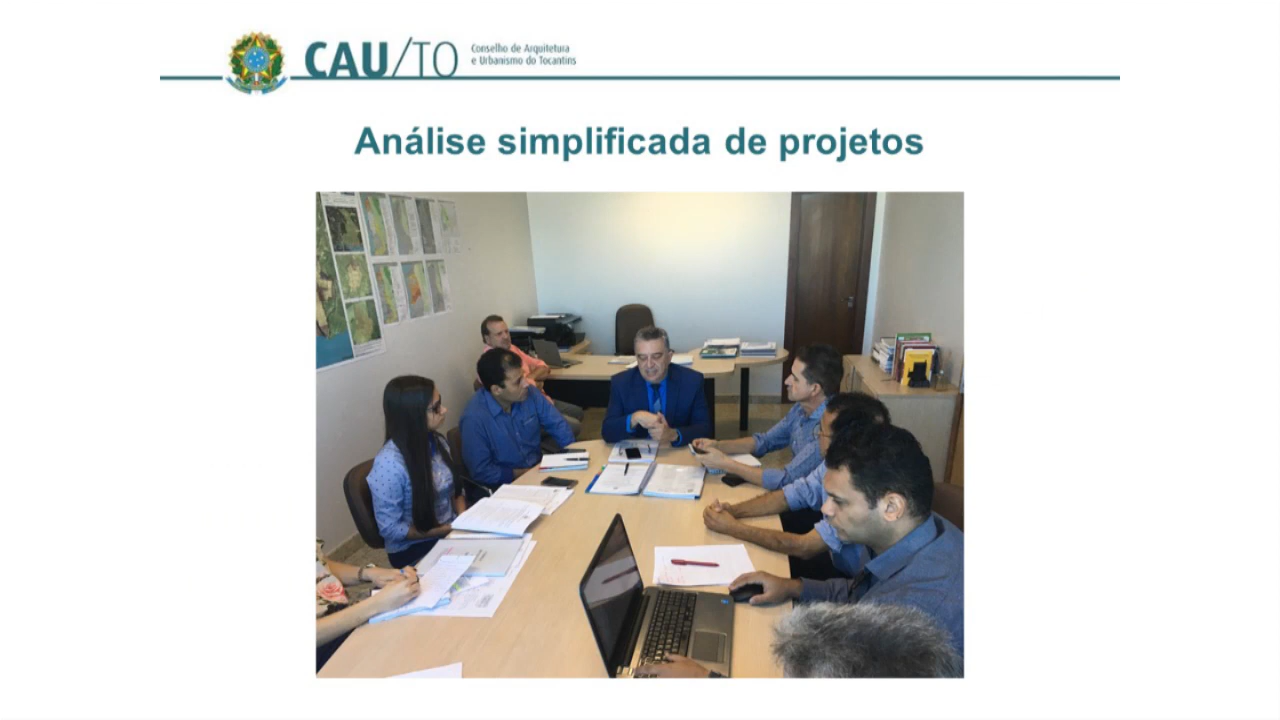 CAU/TO
Conselho de Arquitetura
e Urbanismo do Tocantins
Análise simplificada de projetos